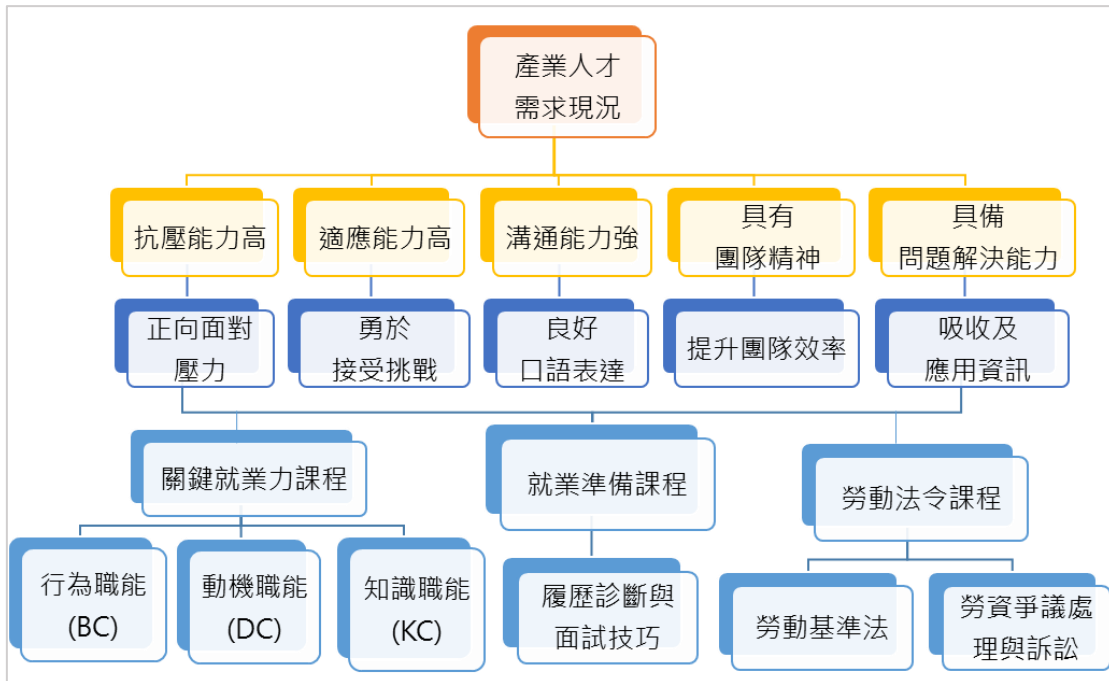 產業人才
需求現況
抗壓能力高
適應能力高
溝通能力強
具有
團隊精神
具備
問題解決能力
正向面對
壓力
勇於
接受挑戰
良好
口語表達
提升團隊效率
吸收及
應用資訊
關鍵就業力課程
就業準備課程
勞動法令課程
行為職能
(BC)
動機職能
(DC)
知識職能
(KC)
履歷診斷與
面試技巧
勞動基準法
勞資爭議處
理與訴訟